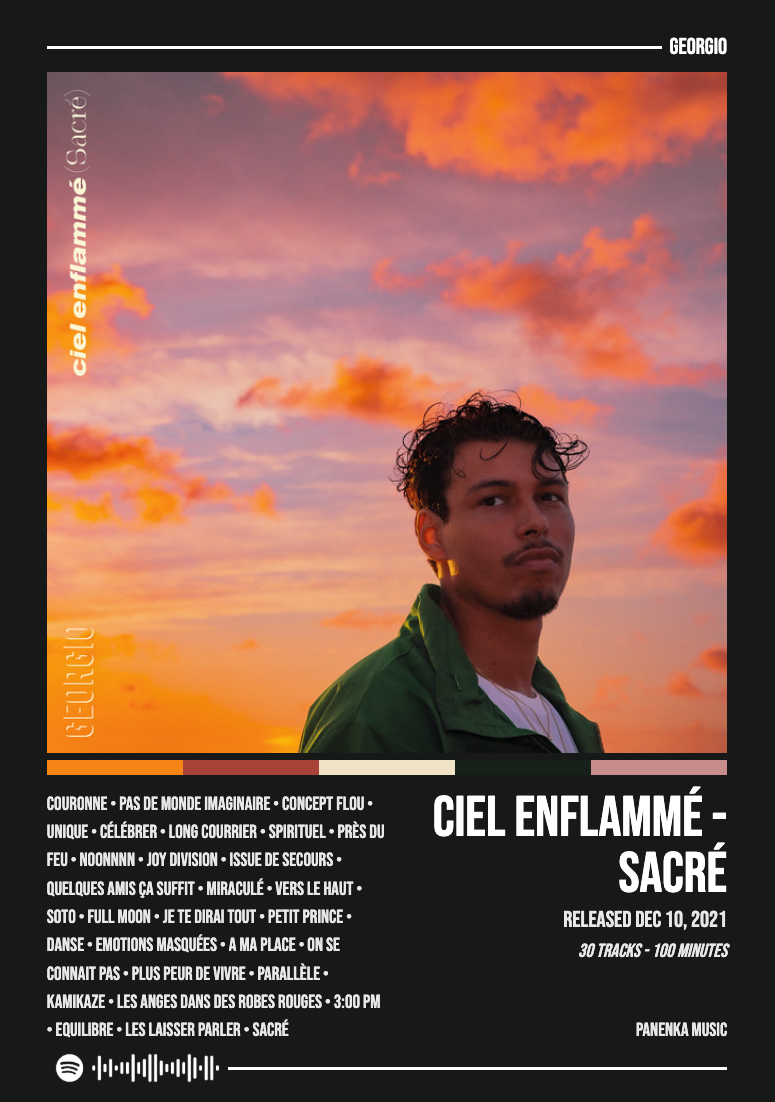 GEORGIO
ciel enflammé (Sacré)
GEORGIO
COURONNE • PAS DE MONDE IMAGINAIRE • CONCEPT FLOU •
UNIQUE • CÉLÉBRER • LONG COURRIER • SPIRITUEL • PRÈS DU
FEU • NOONNNN • JOY DIVISION • ISSUE DE SECOURS •
QUELQUES AMIS ÇA SUFFIT • MIRACULÉ • VERS LE HAUT •
SOTO • FULL MOON • JE TE DIRAI TOUT • PETIT PRINCE •
DANSE • EMOTIONS MASQUÉES • A MA PLACE • ON SE
CONNAIT PAS • PLUS PEUR DE VIVRE • PARALLÈLE •
KAMIKAZE • LES ANGES DANS DES ROBES ROUGES • 3:00 PM
• EQUILIBRE • LES LAISSER PARLER • SACRÉ
CIEL ENFLAMMÉ -
SACRÉ
RELEASED DEC 10, 2021
30 TRACKS - 100 MINUTES
PANENKA MUSIC